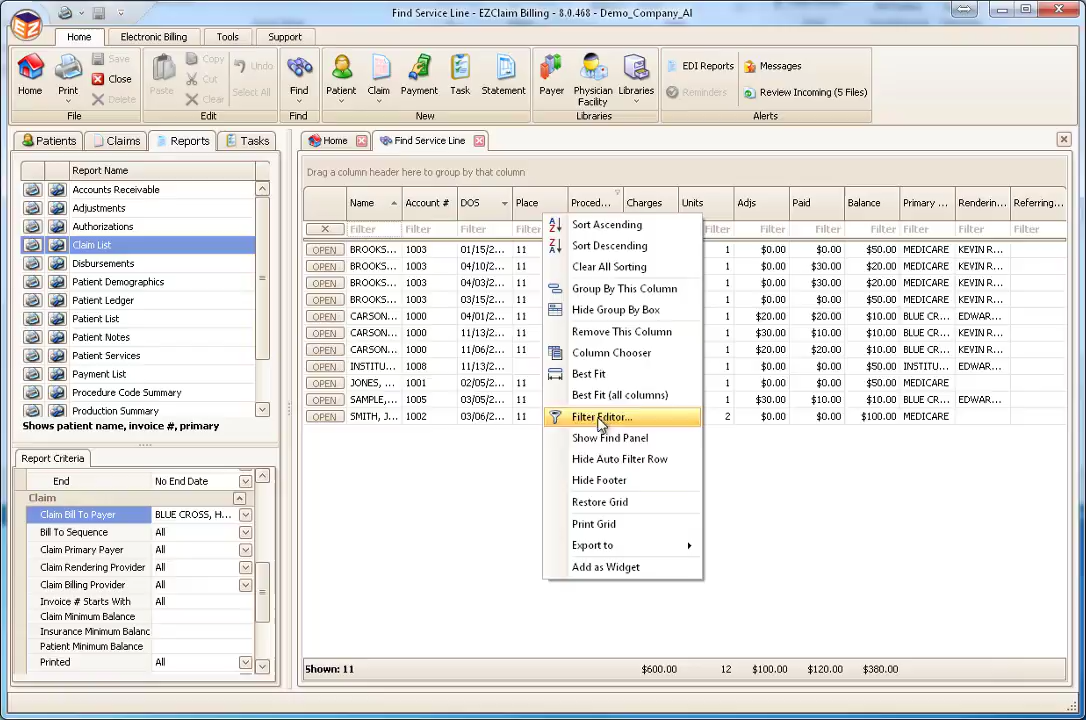 Find Service Line - EZClaim Billing - 8.0.468 - Demo_Company_AI
Home Electronic Billing Tools Support
Home Print Save Close Delete Paste Copy Cut Clear Undo Select All Find Patient Claim Payment Task Statement Payer Physician Facility Libraries EDI Reports Reminders Messages Review Incoming (5 Files)
File Edit Find New Libraries Alerts
Patients Claims Reports Tasks
Report Name
Accounts Receivable
Adjustments
Authorizations
Claim List
Disbursements
Patient Demographics
Patient Ledger
Patient List
Patient Notes
Patient Services
Payment List
Procedure Code Summary
Production Summary
Shows patient name, invoice #, primary
Report Criteria
End No End Date
Claim
Claim Bill To Payer BLUE CROSS, H...
Bill To Sequence All
Claim Primary Payer All
Claim Rendering Provider All
Claim Billing Provider All
Invoice # Starts With All
Claim Minimum Balance
Insurance Minimum Balanc
Patient Minimum Balance
Printed All
Home Find Service Line
Drag a column header here to group by that column
Name Account # DOS Place Proced... Charges Units Adjs Paid Balance Primary ... Renderin... Referring...
Filter Filter Filter Filter Filter Filter Filter Filter Filter Filter Filter
OPEN BROOKS... 1003 01/15/2... 11 1 $0.00 $0.00 $50.00 MEDICARE KEVIN R...
OPEN BROOKS... 1003 04/10/2... 11 1 $0.00 $30.00 $20.00 MEDICARE KEVIN R...
OPEN BROOKS... 1003 04/03/2... 11 1 $0.00 $30.00 $20.00 MEDICARE KEVIN R...
OPEN BROOKS... 1003 03/15/2... 11 1 $0.00 $0.00 $50.00 MEDICARE KEVIN R...
OPEN CARSON... 1000 04/01/2... 11 1 $20.00 $20.00 $10.00 BLUE CR... EDWAR...
OPEN CARSON... 1000 11/13/2... 11 1 $30.00 $10.00 $10.00 BLUE CR... KEVIN R...
OPEN CARSON... 1000 11/06/2... 11 1 $20.00 $20.00 $10.00 BLUE CR... KEVIN R...
OPEN INSTITU... 1008 11/13/2... 1 $0.00 $0.00 $50.00 MEDICARE
OPEN JONES, ... 1001 02/05/2... 11 1 $0.00 $0.00 $50.00 MEDICARE
OPEN SAMPLE,... 1005 03/05/2... 11 1 $30.00 $10.00 $10.00 BLUE CR... EDWAR...
OPEN SMITH, J... 1002 03/06/2... 11 2 $0.00 $0.00 $100.00 MEDICARE
Sort Ascending
Sort Descending
Clear All Sorting
Group By This Column
Hide Group By Box
Remove This Column
Column Chooser
Best Fit
Best Fit (all columns)
Filter Editor...
Show Find Panel
Hide Auto Filter Row
Hide Footer
Restore Grid
Print Grid
Export to
Add as Widget
Shown: 11 $600.00 12 $100.00 $120.00 $380.00